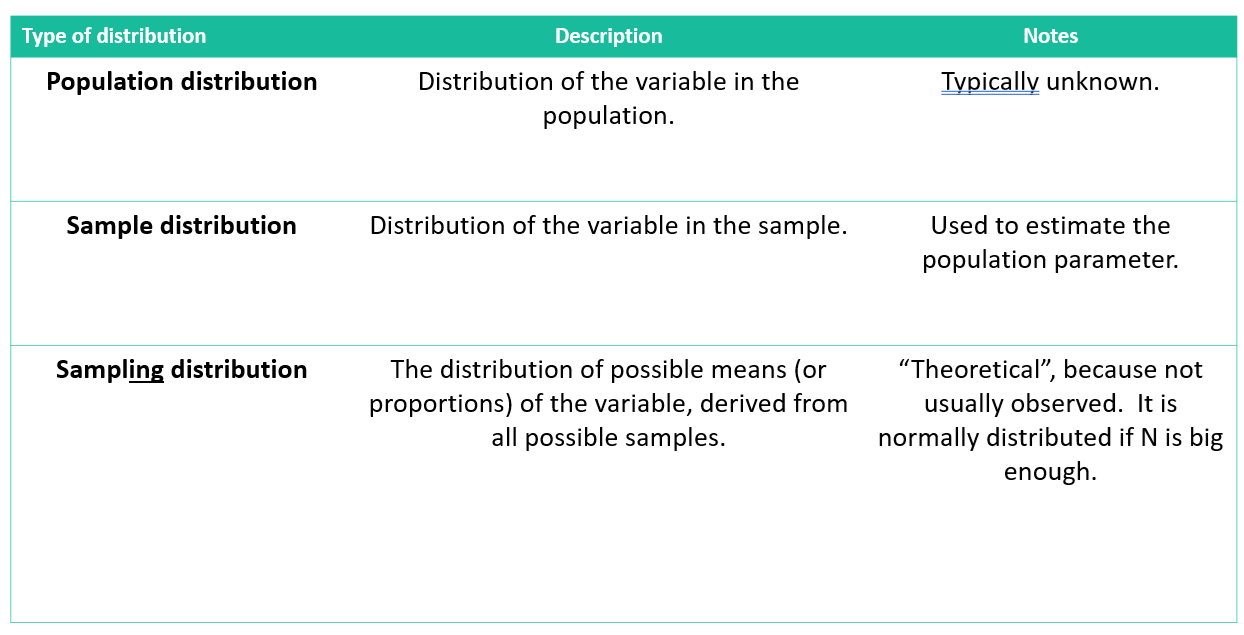 Type of distribution Description Notes
Population distribution Distribution of the variable in the Typically unknown.
population.
Sample distribution Distribution of the variable in the sample. Used to estimate the
population parameter.
Sampling distribution The distribution of possible means (or “Theoretical”, because not
proportions) of the variable, derived from usually observed.  It is
all possible samples. normally distributed if N is big
enough.